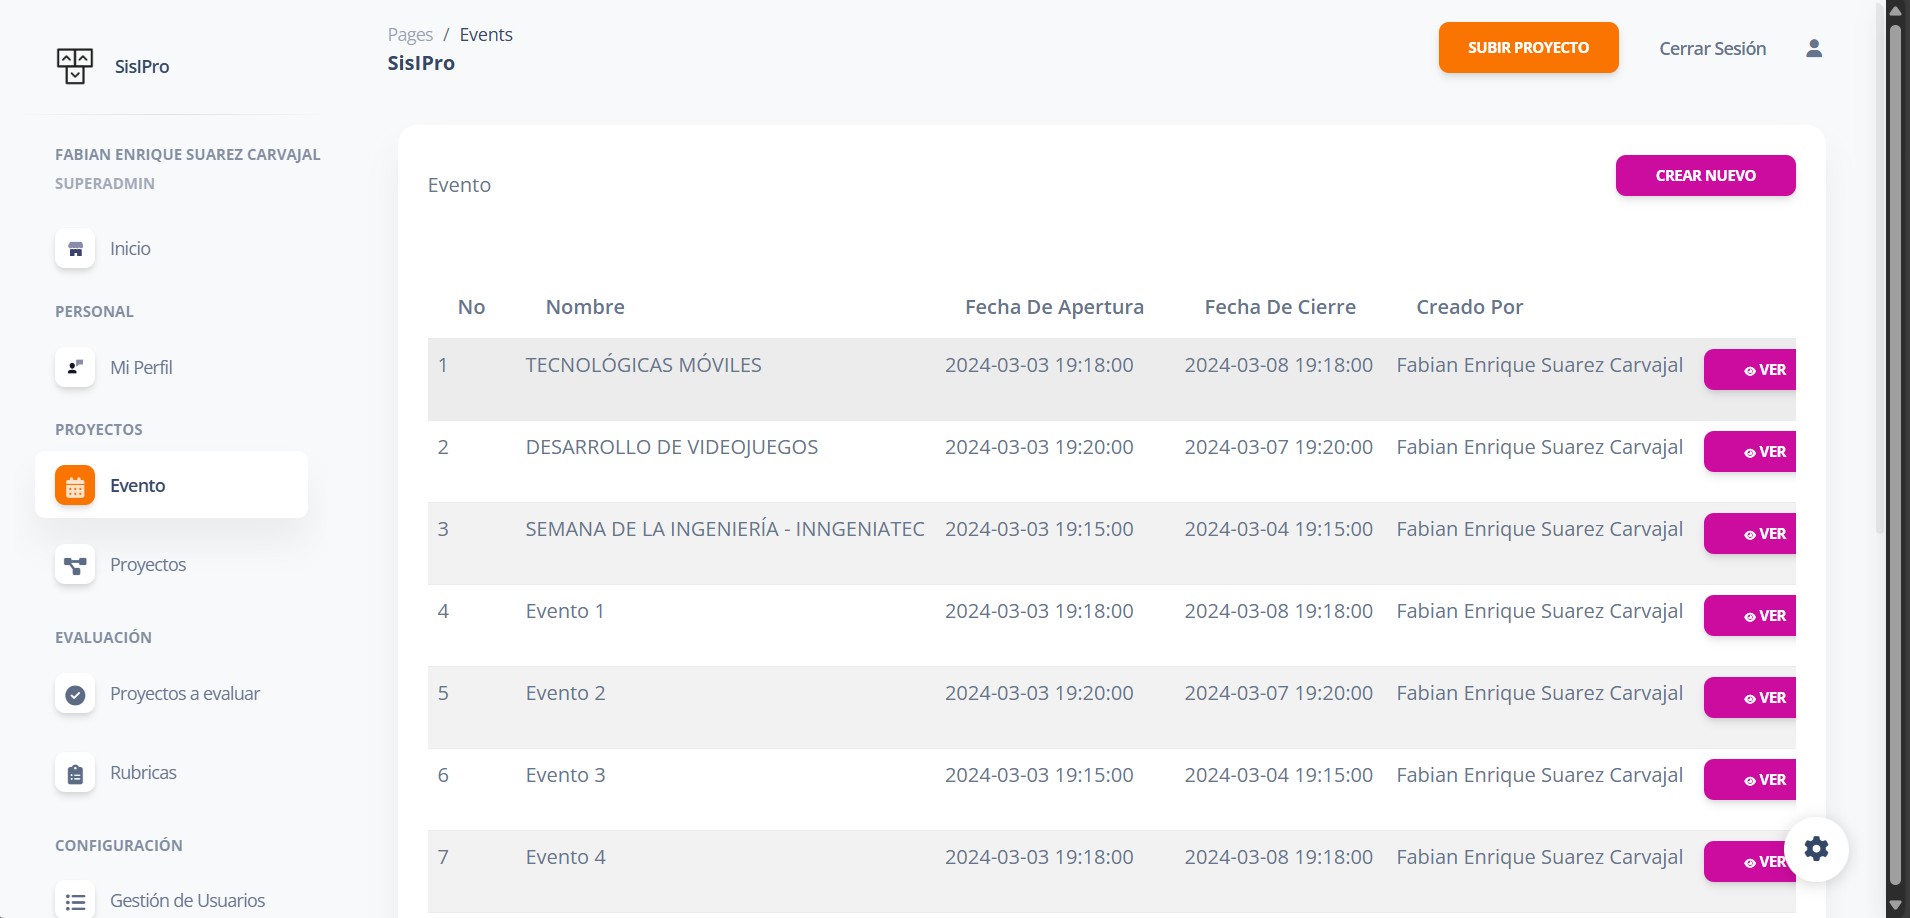 SisIPro
FABIAN ENRIQUE SUAREZ CARVAJAL
SUPERADMIN
Inicio
PERSONAL
Mi Perfil
PROYECTOS
Evento
Proyectos
EVALUACIÓN
Proyectos a evaluar
Rubricas
CONFIGURACIÓN
Gestión de Usuarios
Pages / Events
SisIPro
SUBIR PROYECTO
Cerrar Sesión
Evento
CREAR NUEVO
No Nombre Fecha De Apertura Fecha De Cierre Creado Por
1 TECNOLÓGICAS MÓVILES 2024-03-03 19:18:00 2024-03-08 19:18:00 Fabian Enrique Suarez Carvajal VER
2 DESARROLLO DE VIDEOJUEGOS 2024-03-03 19:20:00 2024-03-07 19:20:00 Fabian Enrique Suarez Carvajal VER
3 SEMANA DE LA INGENIERÍA - INNGENIATEC 2024-03-03 19:15:00 2024-03-04 19:15:00 Fabian Enrique Suarez Carvajal VER
4 Evento 1 2024-03-03 19:18:00 2024-03-08 19:18:00 Fabian Enrique Suarez Carvajal VER
5 Evento 2 2024-03-03 19:20:00 2024-03-07 19:20:00 Fabian Enrique Suarez Carvajal VER
6 Evento 3 2024-03-03 19:15:00 2024-03-04 19:15:00 Fabian Enrique Suarez Carvajal VER
7 Evento 4 2024-03-03 19:18:00 2024-03-08 19:18:00 Fabian Enrique Suarez Carvajal VER